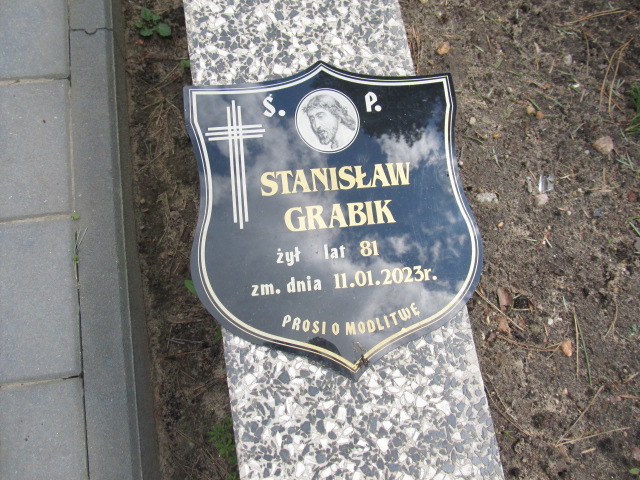 Ś. P.
STANISŁAW
GRABIK
żył lat 81
zm. dnia 11.01.2023r.
PROSI O MODLITWĘ